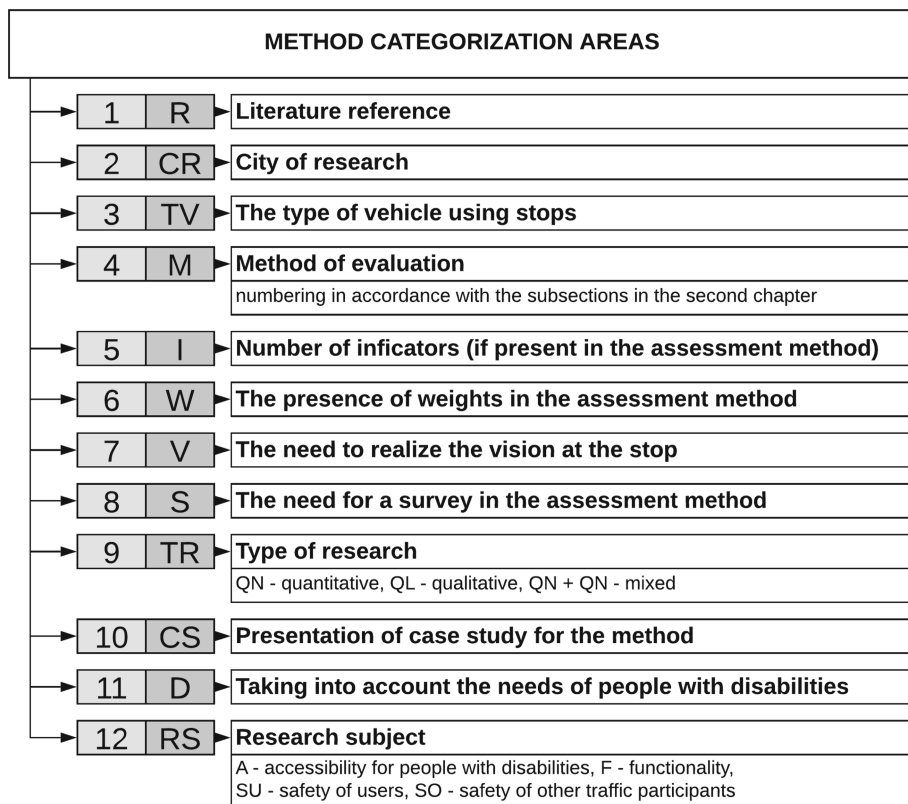 METHOD CATEGORIZATION AREAS
1 R Literature reference
2 CR City of research
3 TV The type of vehicle using stops
4 M Method of evaluation
numbering in accordance with the subsections in the second chapter
5 I Number of inficators (if present in the assessment method)
6 W The presence of weights in the assessment method
7 V The need to realize the vision at the stop
8 S The need for a survey in the assessment method
9 TR Type of research
QN - quantitative, QL - qualitative, QN + QN - mixed
10 CS Presentation of case study for the method
11 D Taking into account the needs of people with disabilities
12 RS Research subject
A - accessibility for people with disabilities, F - functionality,
SU - safety of users, SO - safety of other traffic participants